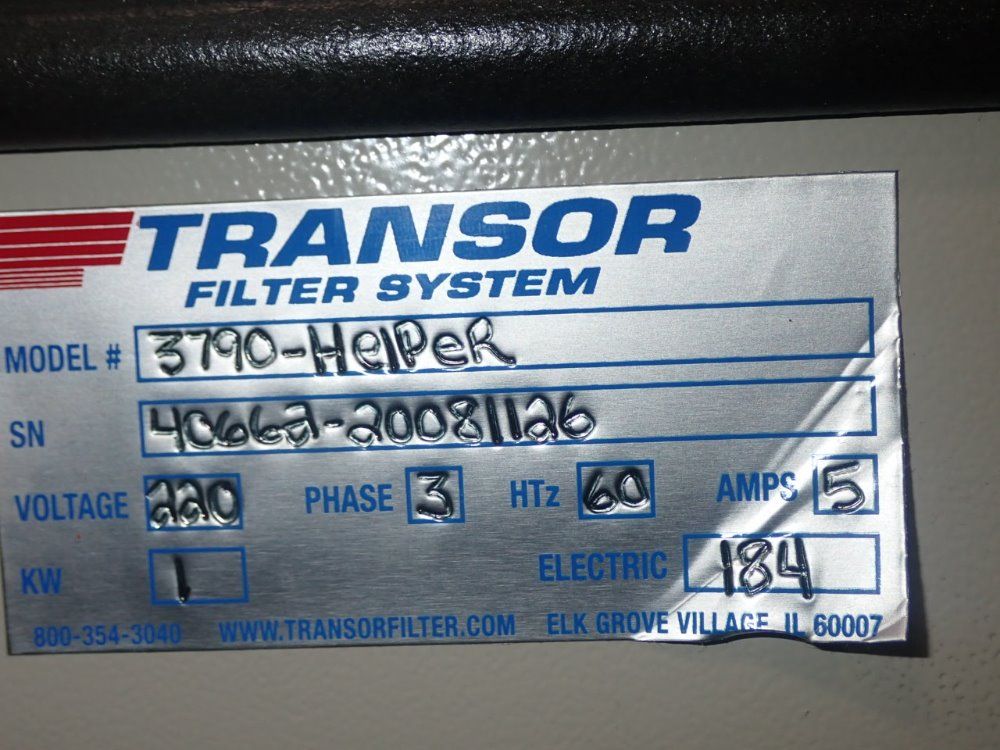 TRANSOR
FILTER SYSTEM
MODEL # 3790-HelPeR
SN 40662-20081126
VOLTAGE 220 PHASE 3 HTz 60 AMPS 5
KW 1 ELECTRIC 184
800-354-3040 WWW.TRANSORFILTER.COM ELK GROVE VILLAGE, IL 60007